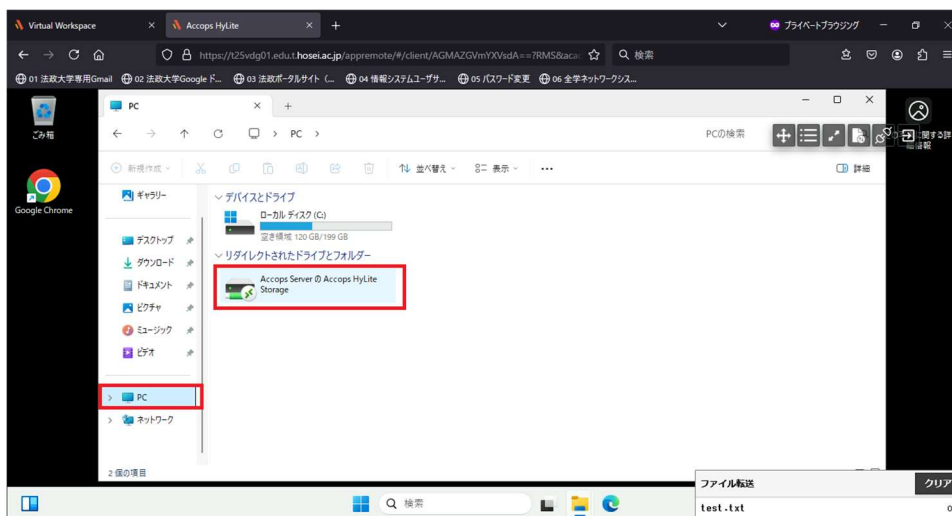 Virtual Workspace
Accops HyLite
プライベートブラウジング
https://t25vdg01.edu.t.hosei.ac.jp/appremote/#/client/AGMAZGVmYXVsdA==?RMS&aca
検索
01 法政大学専用Gmail
02 法政大学Google ド...
03 法政ポータルサイト (...
04 情報システムユーザサ...
05 パスワード変更
06 全学ネットワークシス...
ごみ箱
Google Chrome
PC
PC
PCの検索
関する詳
情報
新規作成
並べ替え
表示
詳細
ギャラリー
デスクトップ
ダウンロード
ドキュメント
ピクチャ
ミュージック
ビデオ
PC
ネットワーク
デバイスとドライブ
ローカル ディスク (C:)
空き領域 120 GB/199 GB
リダイレクトされたドライブとフォルダー
Accops Server の Accops HyLite
Storage
2 個の項目
検索
ファイル転送
クリア
test.txt